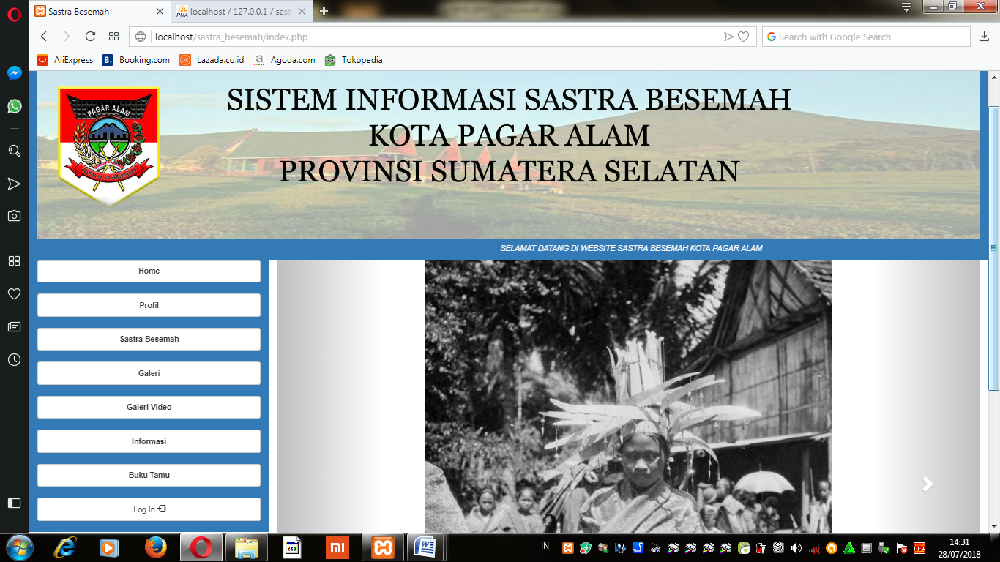 Sastra Besemah
PMA
localhost / 127.0.0.1 / sast
localhost/sastra_besemah/index.php
Search with Google Search
AliExpress
B.
Booking.com
Lazada.co.id
a
Agoda.com
Tokopedia
PAGAR ALAM
SISTEM INFORMASI SASTRA BESEMAH
KOTA PAGAR ALAM
PROVINSI SUMATERA SELATAN
SELAMAT DATANG DI WEBSITE SASTRA BESEMAH KOTA PAGAR ALAM
Home
Profil
Sastra Besemah
Galeri
Galeri Video
Informasi
Buku Tamu
Log In
IN
14:31
28/07/2018